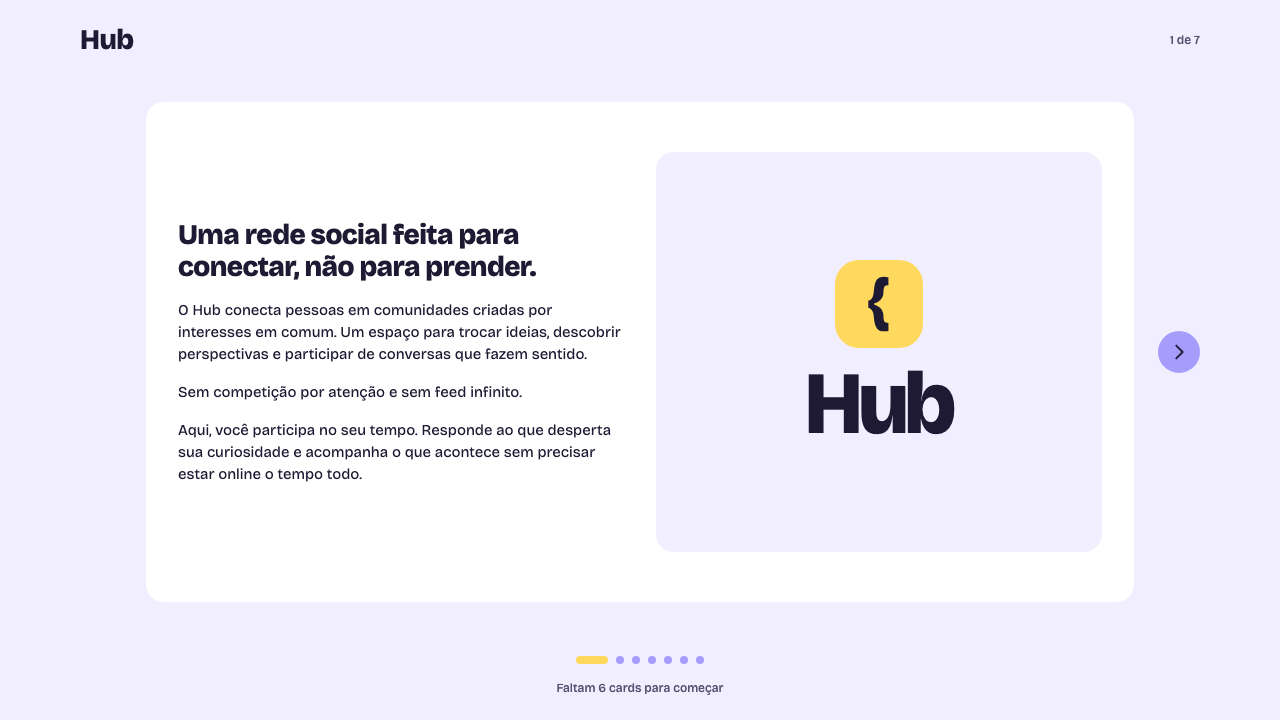 Hub
1 de 7
Uma rede social feita para
conectar, não para prender.
O Hub conecta pessoas em comunidades criadas por
interesses em comum. Um espaço para trocar ideias, descobrir
perspectivas e participar de conversas que fazem sentido.
Sem competição por atenção e sem feed infinito.
Aqui, você participa no seu tempo. Responde ao que desperta
sua curiosidade e acompanha o que acontece sem precisar
estar online o tempo todo.
{
Hub
Faltam 6 cards para começar